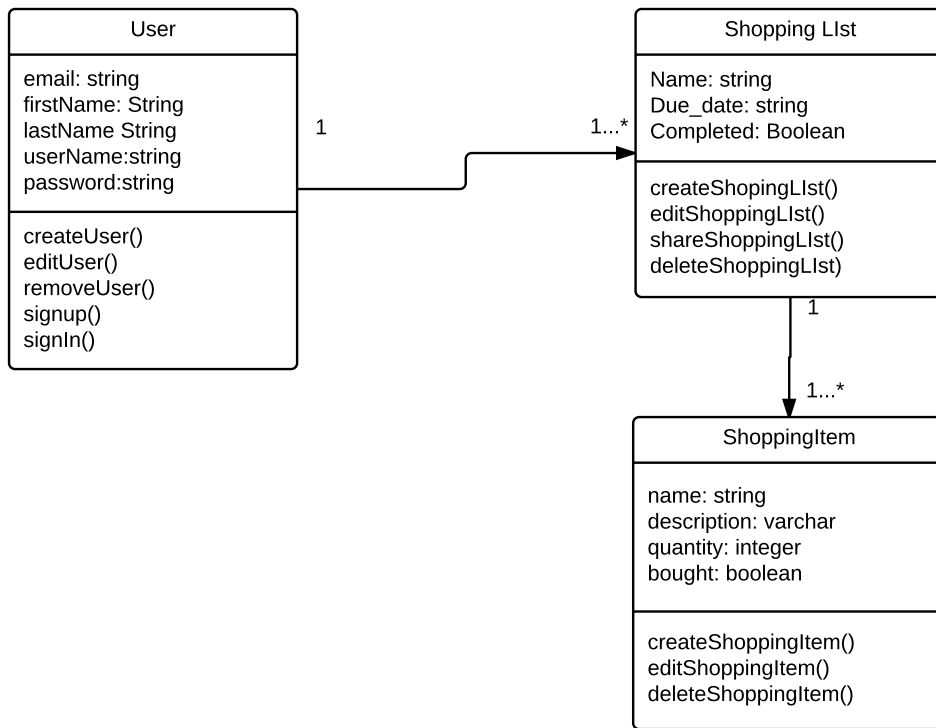 User
email: string
firstName: String
lastName String
userName:string
password:string
createUser()
editUser()
removeUser()
signup()
signIn()
1
1...*
Shopping LIst
Name: string
Due_date: string
Completed: Boolean
createShopingLIst()
editShoppingLIst()
shareShoppingLIst()
deleteShoppingLIst)
1
1...*
ShoppingItem
name: string
description: varchar
quantity: integer
bought: boolean
createShoppingItem()
editShoppingItem()
deleteShoppingItem()